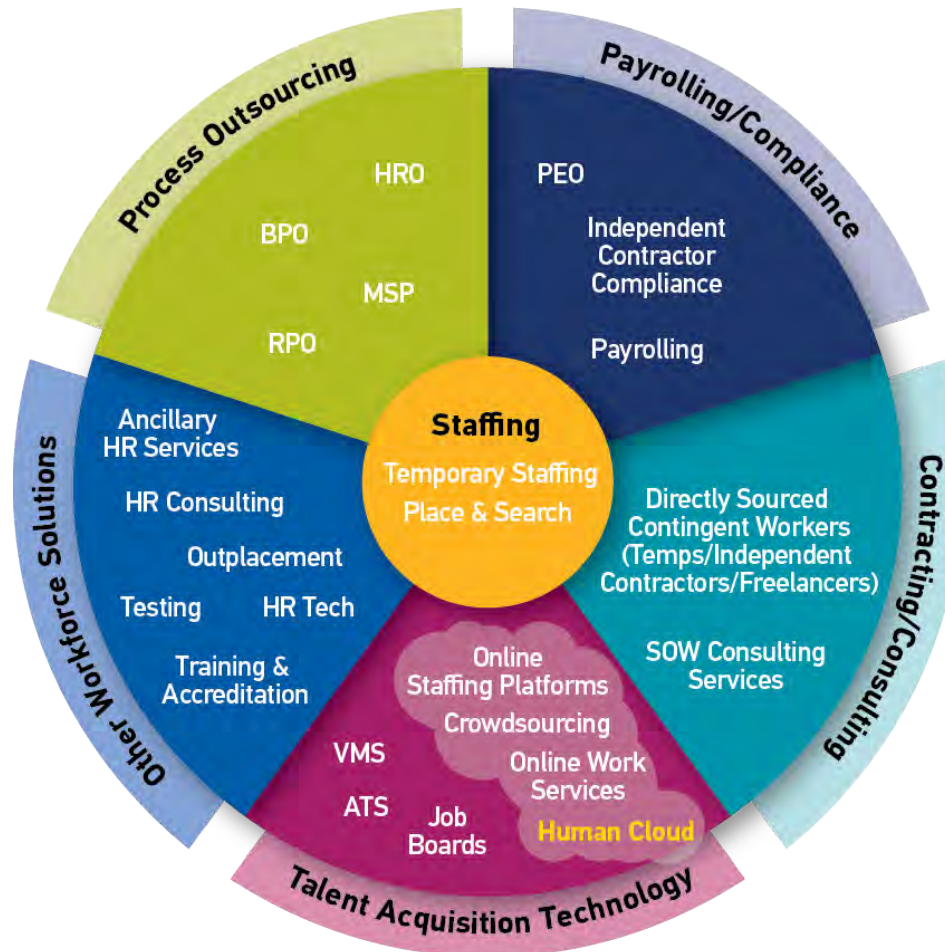 Process Outsourcing
HRO
BPO
MSP
RPO
Payrolling/Compliance
PEO
Independent
Contractor
Compliance
Payrolling
Staffing
Temporary Staffing
Place & Search
Contracting/Consulting
Directly Sourced
Contingent Workers
(Temps/Independent
Contractors/Freelancers)
SOW Consulting
Services
Talent Acquisition Technology
Online
Staffing Platforms
Crowdsourcing
Online Work
Services
Human Cloud
VMS
ATS
Job
Boards
Other Workforce Solutions
Ancillary
HR Services
HR Consulting
Outplacement
Testing
HR Tech
Training &
Accreditation